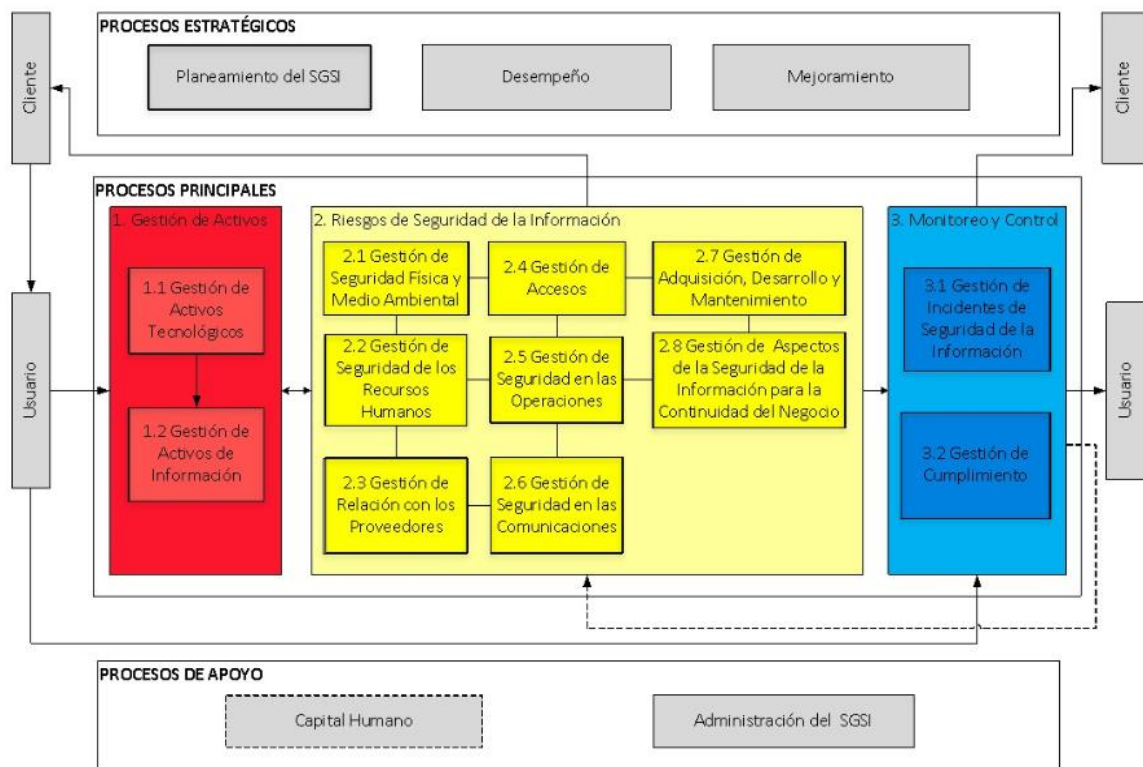 PROCESOS ESTRATÉGICOS
Cliente
Planeamiento del SGSI
Desempeño
Mejoramiento
Cliente
PROCESOS PRINCIPALES
Usuario
1. Gestión de Activos
1.1 Gestión de
Activos
Tecnológicos
1.2 Gestión de
Activos de
Información
2. Riesgos de Seguridad de la Información
2.1 Gestión de
Seguridad Física y
Medio Ambiental
2.4 Gestión de
Accesos
2.7 Gestión de
Adquisición, Desarrollo y
Mantenimiento
2.2 Gestión de
Seguridad de los
Recursos
Humanos
2.5 Gestión de
Seguridad en las
Operaciones
2.8 Gestión de Aspectos
de la Seguridad de la
Información para la
Continuidad del Negocio
2.3 Gestión de
Relación con los
Proveedores
2.6 Gestión de
Seguridad en las
Comunicaciones
3. Monitoreo y Control
3.1 Gestión de
Incidentes de
Seguridad de la
Información
3.2 Gestión de
Cumplimiento
Usuario
PROCESOS DE APOYO
Capital Humano
Administración del SGSI